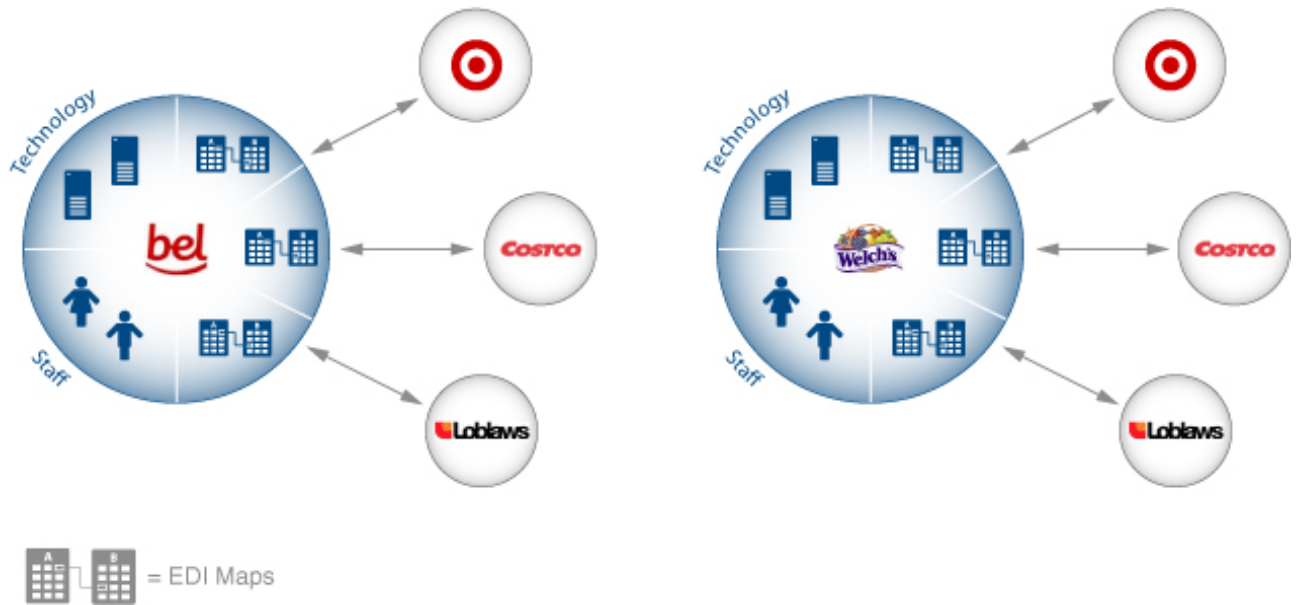 Technology
bel
Staff
COSTCO
Loblaws
Technology
Welch's
Staff
COSTCO
Loblaws
A B
= EDI Maps